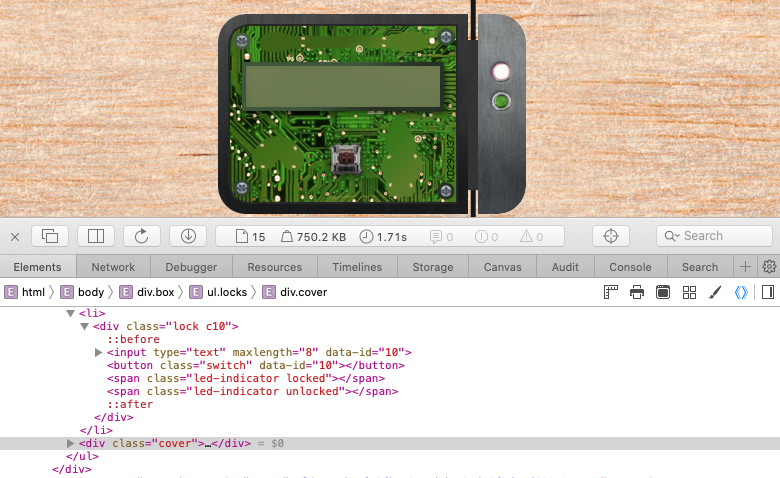 KO29XJ37
15 750.2 KB 1.71s 0 0 0 Search
Elements Network Debugger Resources Timelines Storage Canvas Audit Console Search
E html E body E div.box E ul.locks E div.cover
<li>
<div class="lock c10">
::before
<input type="text" maxlength="8" data-id="10">
<button class="switch" data-id="10"></button>
<span class="led-indicator locked"></span>
<span class="led-indicator unlocked"></span>
::after
</div>
</li>
<div class="cover">…</div> = $0
</ul>
</div>